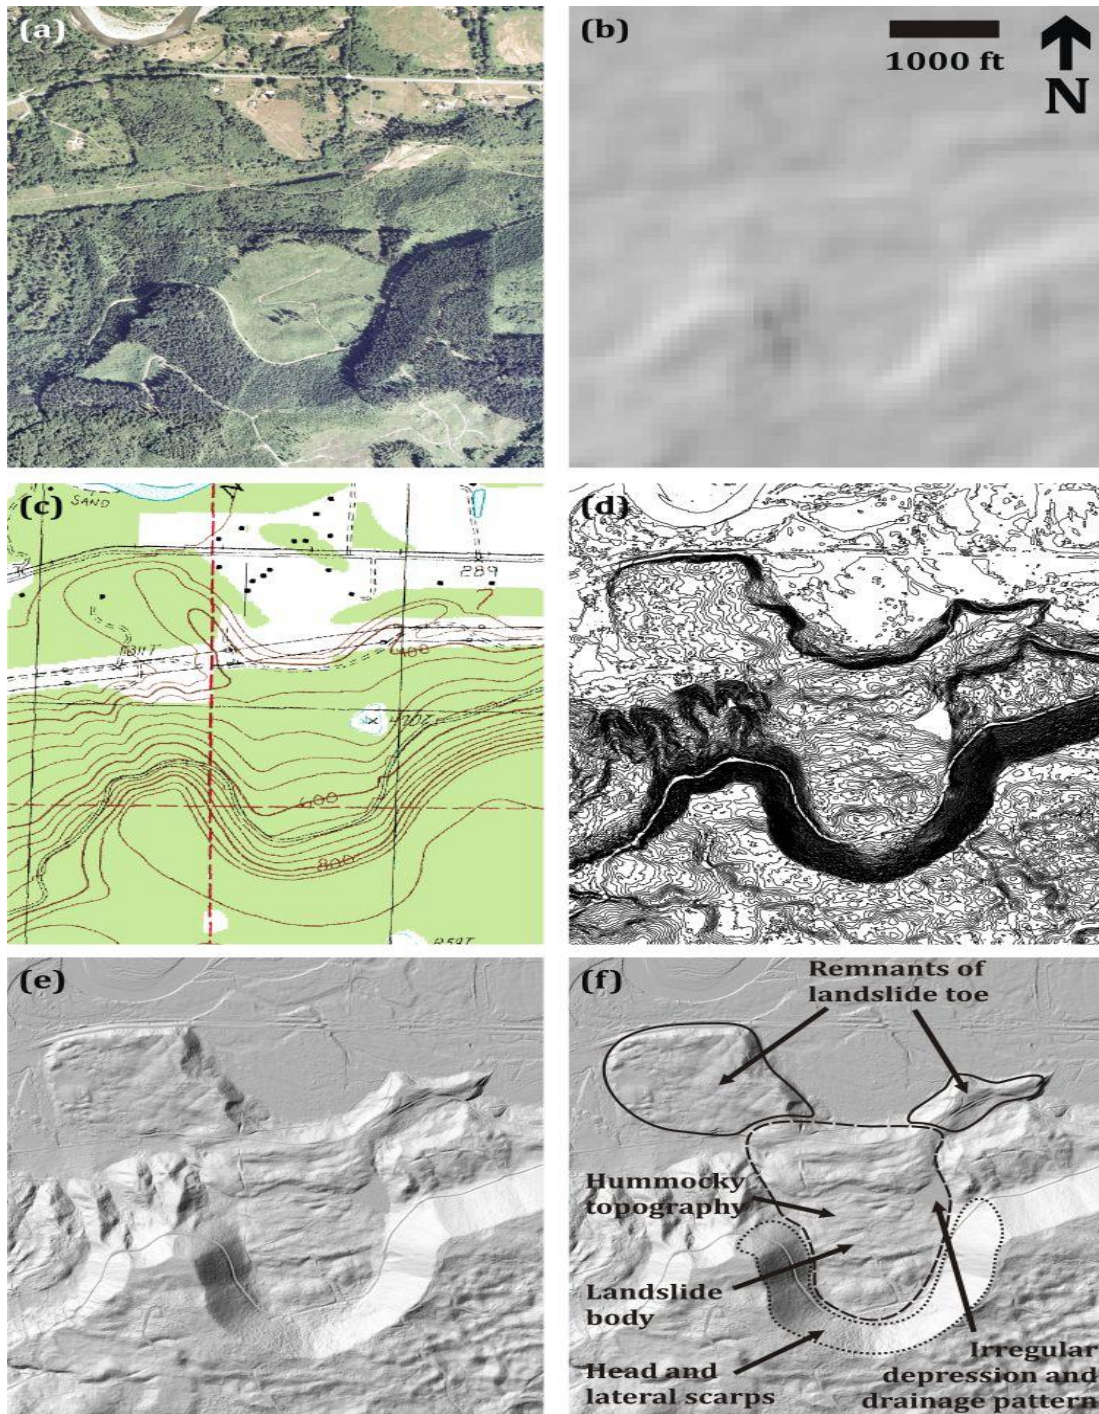 (a)
(b)
1000 ft
N
(c)
SAND
289
400
600
800
(d)
(e)
(f)
Remnants of
landslide toe
Hummocky
topography
Landslide
body
Head and
lateral scarps
Irregular
depression and
drainage pattern